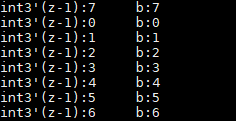 int3'(z-1):7 b:7
int3'(z-1):0 b:0
int3'(z-1):1 b:1
int3'(z-1):2 b:2
int3'(z-1):3 b:3
int3'(z-1):4 b:4
int3'(z-1):5 b:5
int3'(z-1):6 b:6